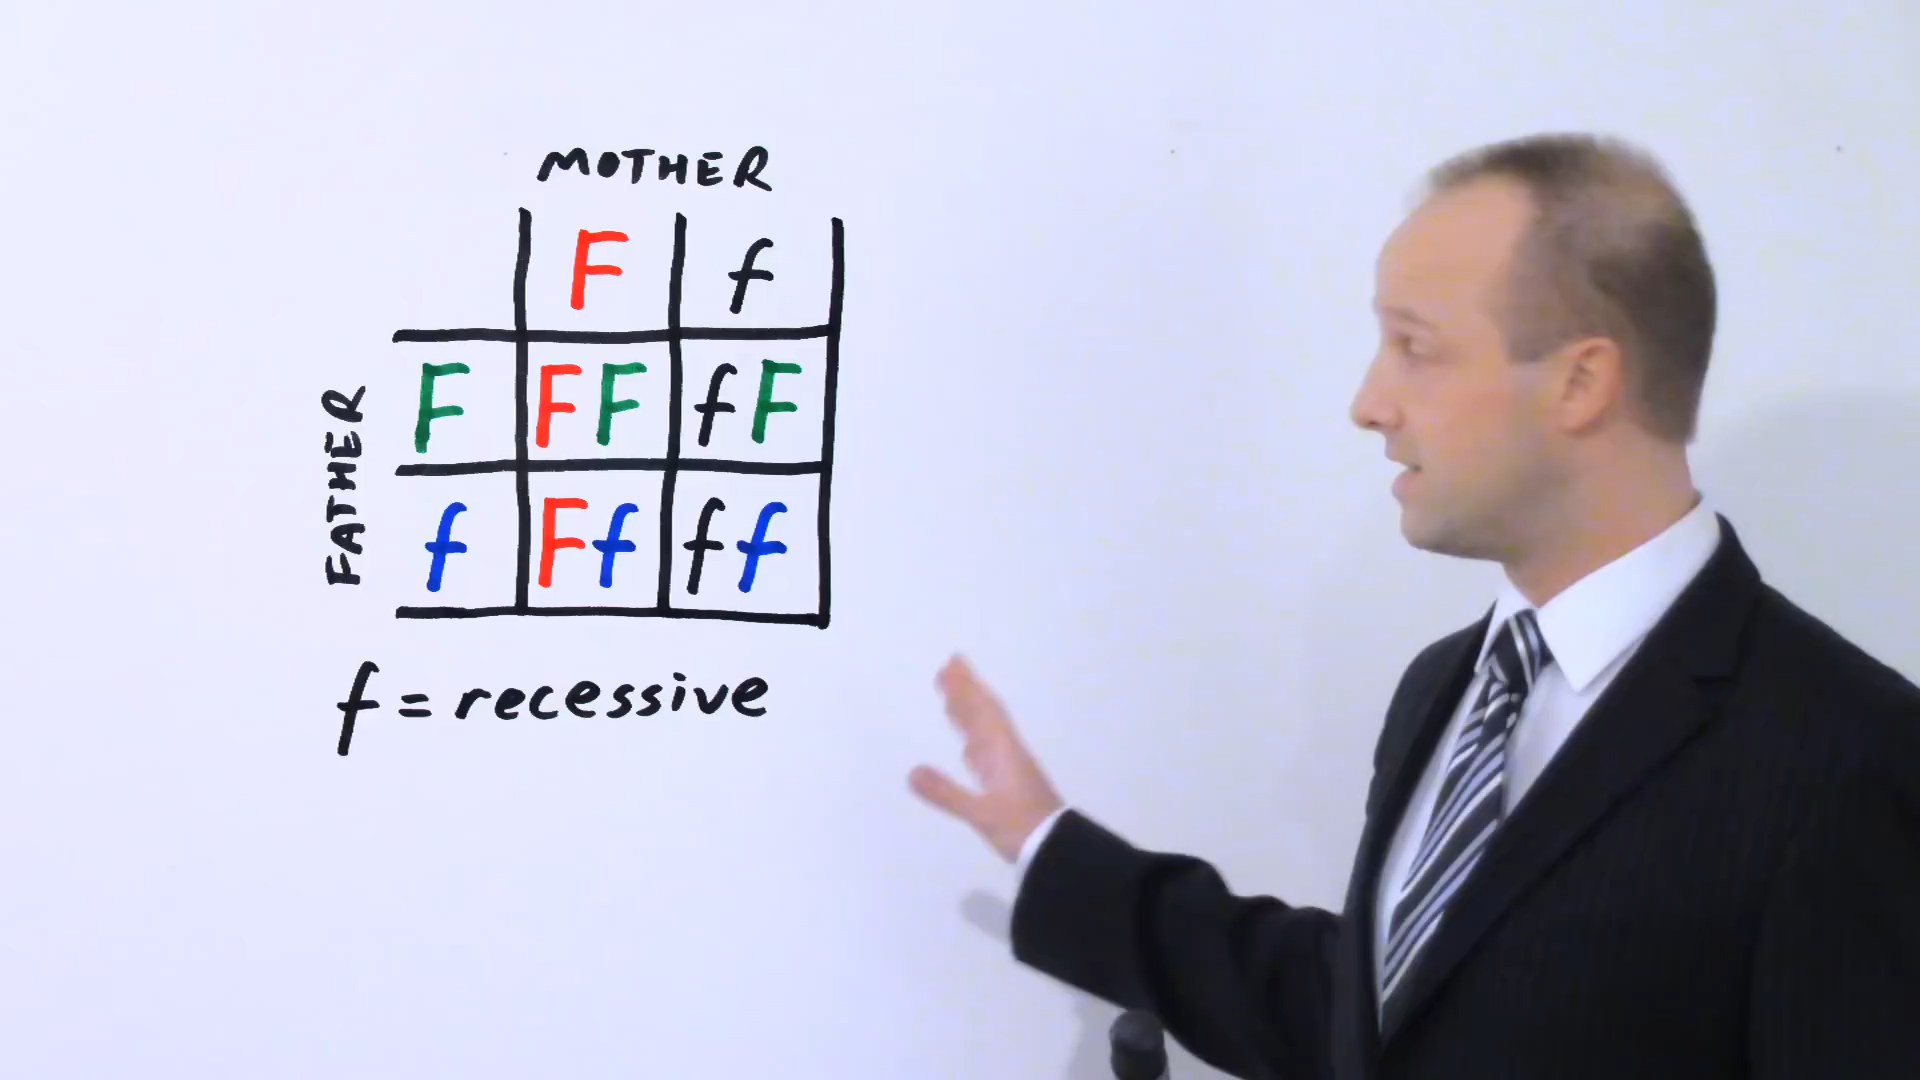 MOTHER
F f
FATHER
F FF fF
f Ff ff
f = recessive